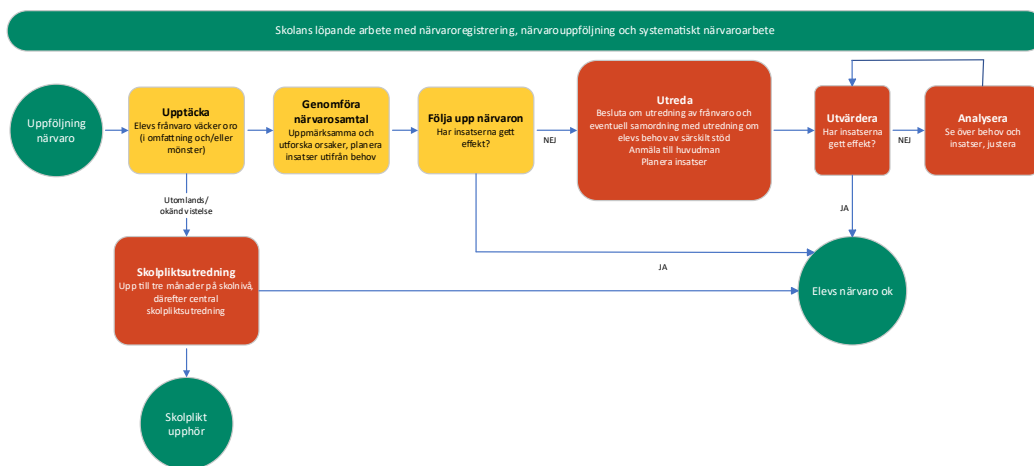 Skolans löpande arbete med närvaroregistrering, närvarouppföljning och systematiskt närvaroarbete
Uppföljning
närvaro
Upptäcka
Elevs frånvaro väcker oro
(i omfattning och/eller
mönster)
Genomföra
närvarosamtal
Uppmärksamma och
utforska orsaker, planera
insatser utifrån behov
Följa upp närvaron
Har insatserna gett
effekt?
NEJ
Utreda
Besluta om utredning av frånvaro och
eventuell samordning med utredning om
elevs behov av särskilt stöd
Anmäla till huvudman
Planera insatser
Utvärdera
Har insatserna
gett effekt?
NEJ
Analysera
Se över behov och
insatser, justera
Utomlands/
okänd vistelse
JA
Skolpliktsutredning
Upp till tre månader på skolnivå,
därefter central
skolpliktsutredning
JA
Elevs närvaro ok
Skolplikt
upphör